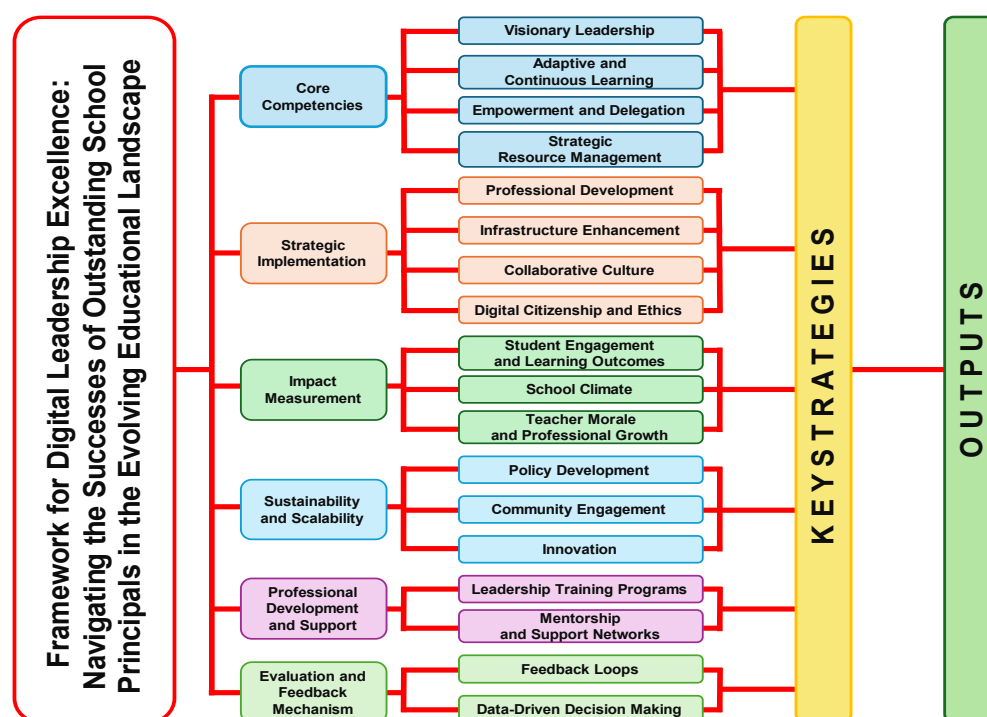 Framework for Digital Leadership Excellence:
Navigating the Successes of Outstanding School
Principals in the Evolving Educational Landscape
Core
Competencies
Visionary Leadership
Adaptive and
Continuous Learning
Empowerment and Delegation
Strategic
Resource Management
Strategic
Implementation
Professional Development
Infrastructure Enhancement
Collaborative Culture
Digital Citizenship and Ethics
Impact
Measurement
Student Engagement
and Learning Outcomes
School Climate
Teacher Morale
and Professional Growth
Sustainability
and Scalability
Policy Development
Community Engagement
Innovation
Professional
Development
and Support
Leadership Training Programs
Mentorship
and Support Networks
Evaluation and
Feedback
Mechanism
Feedback Loops
Data-Driven Decision Making
KEYSTRATEGIES
OUTPUTS